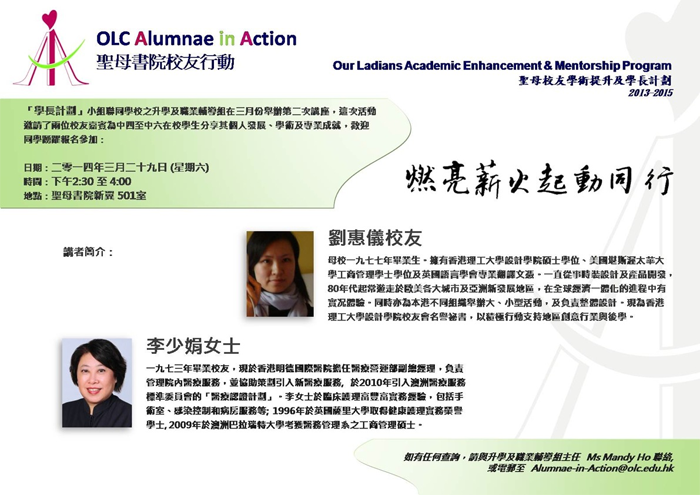 OLC Alumnae in Action
聖母書院校友行動
Our Ladians Academic Enhancement & Mentorship Program
聖母校友學術提升及學長計劃
2013-2015
「學長計劃」小組聯同學校之升學及職業輔導組在三月份舉辦第二次講座，這次活動
邀請了兩位校友嘉賓為中四至中六在校學生分享其個人發展、學術及專業成就，歡迎
同學踴躍報名參加：
日期：二零一四年三月二十九日 (星期六)
時間：下午2:30 至 4:00
地點：聖母書院新翼 501室
燃亮薪火起動同行
講者简介：
劉惠儀校友
母校一九七七年畢業生。擁有香港理工大學設計學院碩士學位、美國堪斯渥太華大
學工商管理學士學位及英國語言學會專業翻譯文憑。一直從事時裝設計及產品開發，
80年代起常遊走於歐美各大城市及亞洲新發展地區，在全球經濟一體化的進程中有
實况體驗。同時亦為本港不同組織舉辦大、小型活動，及負責整體設計。現為香港
理工大學設計學院校友會名譽秘書，以積極行動支持地區創意行業與後學。
李少娟女士
一九七三年畢業校友，現於香港明德國際醫院擔任醫療營運部副總經理，負責
管理院內醫療服務，並協助策劃引入新醫療服務，於2010年引入澳洲醫療服務
標準委員會的「醫療認證計劃」。李女士於臨床護理富豐富實務經驗，包括手
術室、感染控制和病房服務等; 1996年於英國薩里大學取得健康護理實務榮譽
學士, 2009年於澳洲巴拉瑞特大學考獲醫務管理系之工商管理碩士。
如有任何查詢，請與升學及職業輔導組主任 Ms Mandy Ho 聯絡,
或電郵至 Alumnae-in-Action@olc.edu.hk